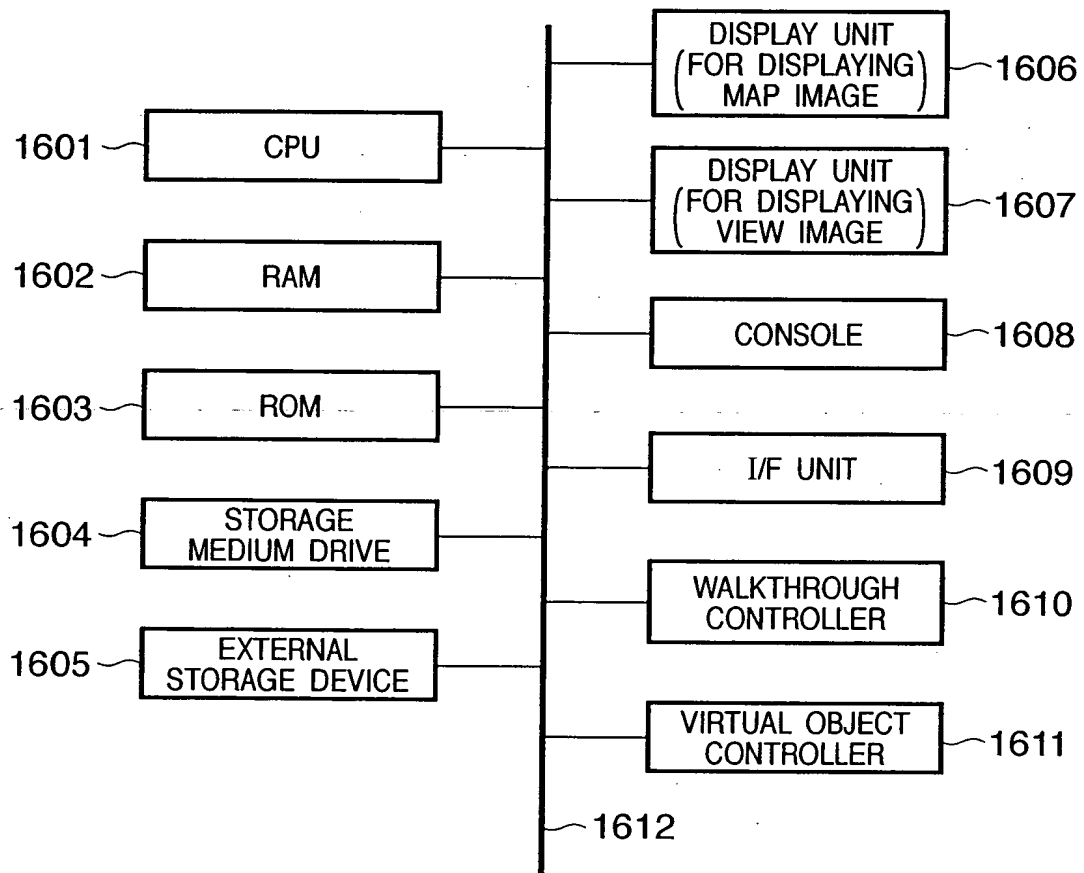 1601
CPU
1602
RAM
1603
ROM
1604
STORAGE
MEDIUM DRIVE
1605
EXTERNAL
STORAGE DEVICE
DISPLAY UNIT
(FOR DISPLAYING)
MAP IMAGE
1606
DISPLAY UNIT
(FOR DISPLAYING)
VIEW IMAGE
1607
CONSOLE
1608
I/F UNIT
1609
WALKTHROUGH
CONTROLLER
1610
VIRTUAL OBJECT
CONTROLLER
1611
1612